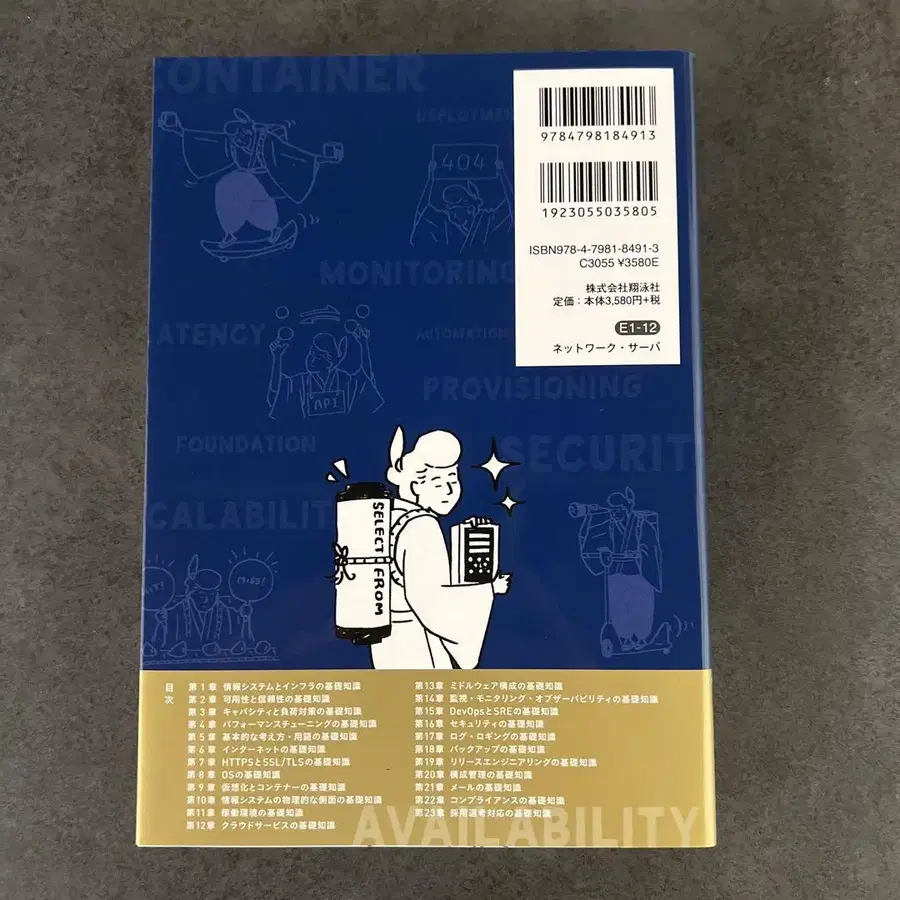 CONTAINER
DEPLOYMEN
404
9784798184913
1923055035805
ISBN978-4-7981-8491-3
C3055 ¥3580E
株式会社翔泳社
定価：本体3,580円+税
E1-12
ネットワーク・サーバ
MONITORING
ATENCY
AUTOMATION
API
PROVISIONING
FOUNDATION
SECURIT
CALABILIT
SELECT FROM
MISO!
目次
第1章 情報システムとインフラの基礎知識
第2章 可用性と信頼性の基礎知識
第3章 キャパシティと負荷対策の基礎知識
第4章 パフォーマンスチューニングの基礎知識
第5章 基本的な考え方・用語の基礎知識
第6章 インターネットの基礎知識
第7章 HTTPSとSSL/TLSの基礎知識
第8章 OSの基礎知識
第9章 仮想化とコンテナーの基礎知識
第10章 情報システムの物理的な側面の基礎知識
第11章 稼働環境の基礎知識
第12章 クラウドサービスの基礎知識
第13章 ミドルウェア構成の基礎知識
第14章 監視・モニタリング・オブザーバビリティの基礎知識
第15章 DevOpsとSREの基礎知識
第16章 セキュリティの基礎知識
第17章 ログ・ロギングの基礎知識
第18章 バックアップの基礎知識
第19章 リリースエンジニアリングの基礎知識
第20章 構成管理の基礎知識
第21章 メールの基礎知識
第22章 コンプライアンスの基礎知識
第23章 採用選考対応の基礎知識
AVAILABILITY